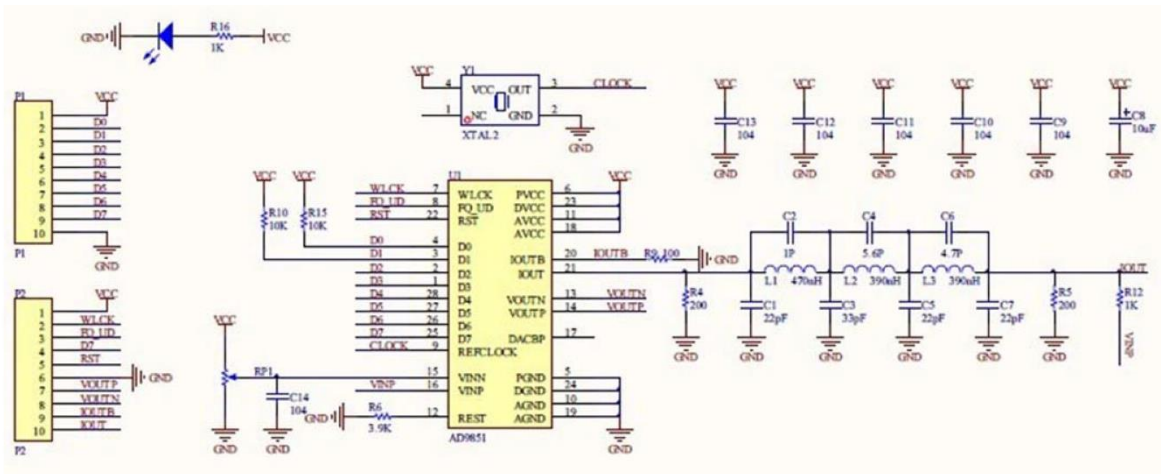 R16
GND
VCC
1K
Y1
VCC
4 VCC OUT 3 CLOCK
1 NC GND 2
XTAL2
GND
P1
VCC
1
2 D0
3 D1
4 D2
5 D3
6 D4
7 D5
8 D6
9 D7
10
P1
GND
VCC VCC VCC VCC VCC VCC
C13 C12 C11 C10 C9 C8
104 104 104 104 104 10uF
GND GND GND GND GND GND
VCC VCC
R10 R15
10K 10K
U1
VCC
WLCK 7 WLCK PVCC 6
FQ_UD 8 FQ_UD DVCC 23
RST 22 RST AVCC 11
AVCC 18
D0 4 D0
D1 3 D1 IOUTB 20 IOUTB R9 100 GND
D2 2 D2 IOUT 21
D3 1 D3
D4 28 D4 VOUTN 13 VOUTN
D5 27 D5 VOUTP 14 VOUTP
D6 26 D6
D7 25 D7 DACBP 17
CLOCK 9 REFCLOCK
15 VINN PGND 5
VINP 16 VINP DGND 24
AGND 10
12 REST AGND 19
AD9851
GND
VCC
RP1
C14
104
GND GND
GND R6
3.9K
C2 C4 C6
1P 5.6P 4.7P
IOUT
L1 470nH L2 390nH L3 390nH
R4
200
C1 C3 C5 C7
22pF 33pF 22pF 22pF
R5
200
R12
1K
GND GND GND GND GND GND
VINP
P2
VCC
1
2 WLCK
3 FQ_UD
4 D7
5 RST
6 GND
7 VOUTP
8 VOUTN
9 IOUTB
10 IOUT
P2